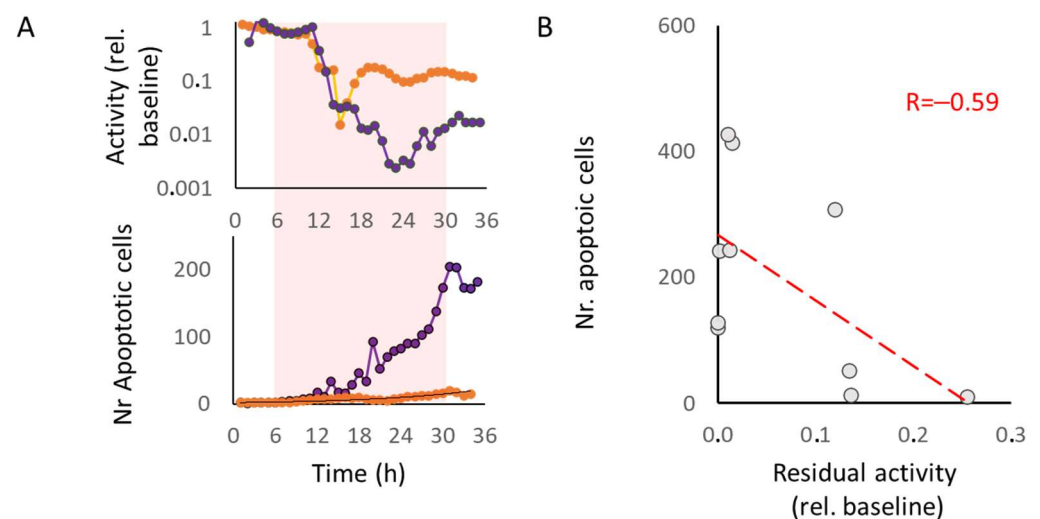 A
Activity (rel.
baseline)
1
0.1
0.01
0.001
0 6 12 18 24 30 36
Nr Apoptotic cells
200
100
0
0 6 12 18 24 30 36
Time (h)
B
Nr. apoptoic cells
600
400
200
0
R=−0.59
0.0 0.1 0.2 0.3
Residual activity
(rel. baseline)